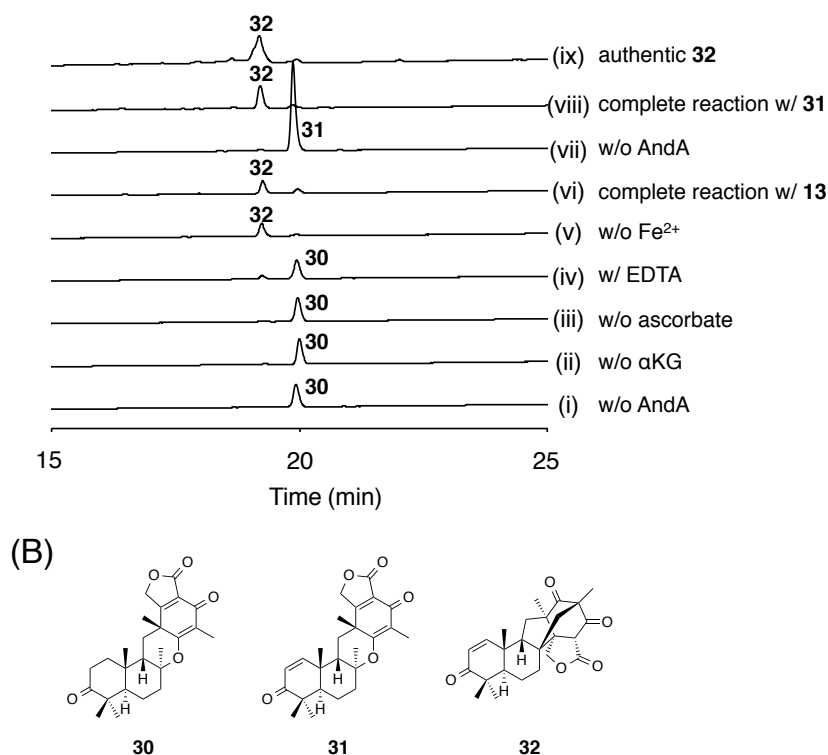 32
(ix) authentic 32
32
(viii) complete reaction w/ 31
31
(vii) w/o AndA
32
(vi) complete reaction w/ 13
32
(v) w/o Fe²⁺
30
(iv) w/ EDTA
30
(iii) w/o ascorbate
30
(ii) w/o αKG
30
(i) w/o AndA
15 20 25
Time (min)
(B)
O O O O O H H
O O O O O H H
O O O O O H H
30 31 32